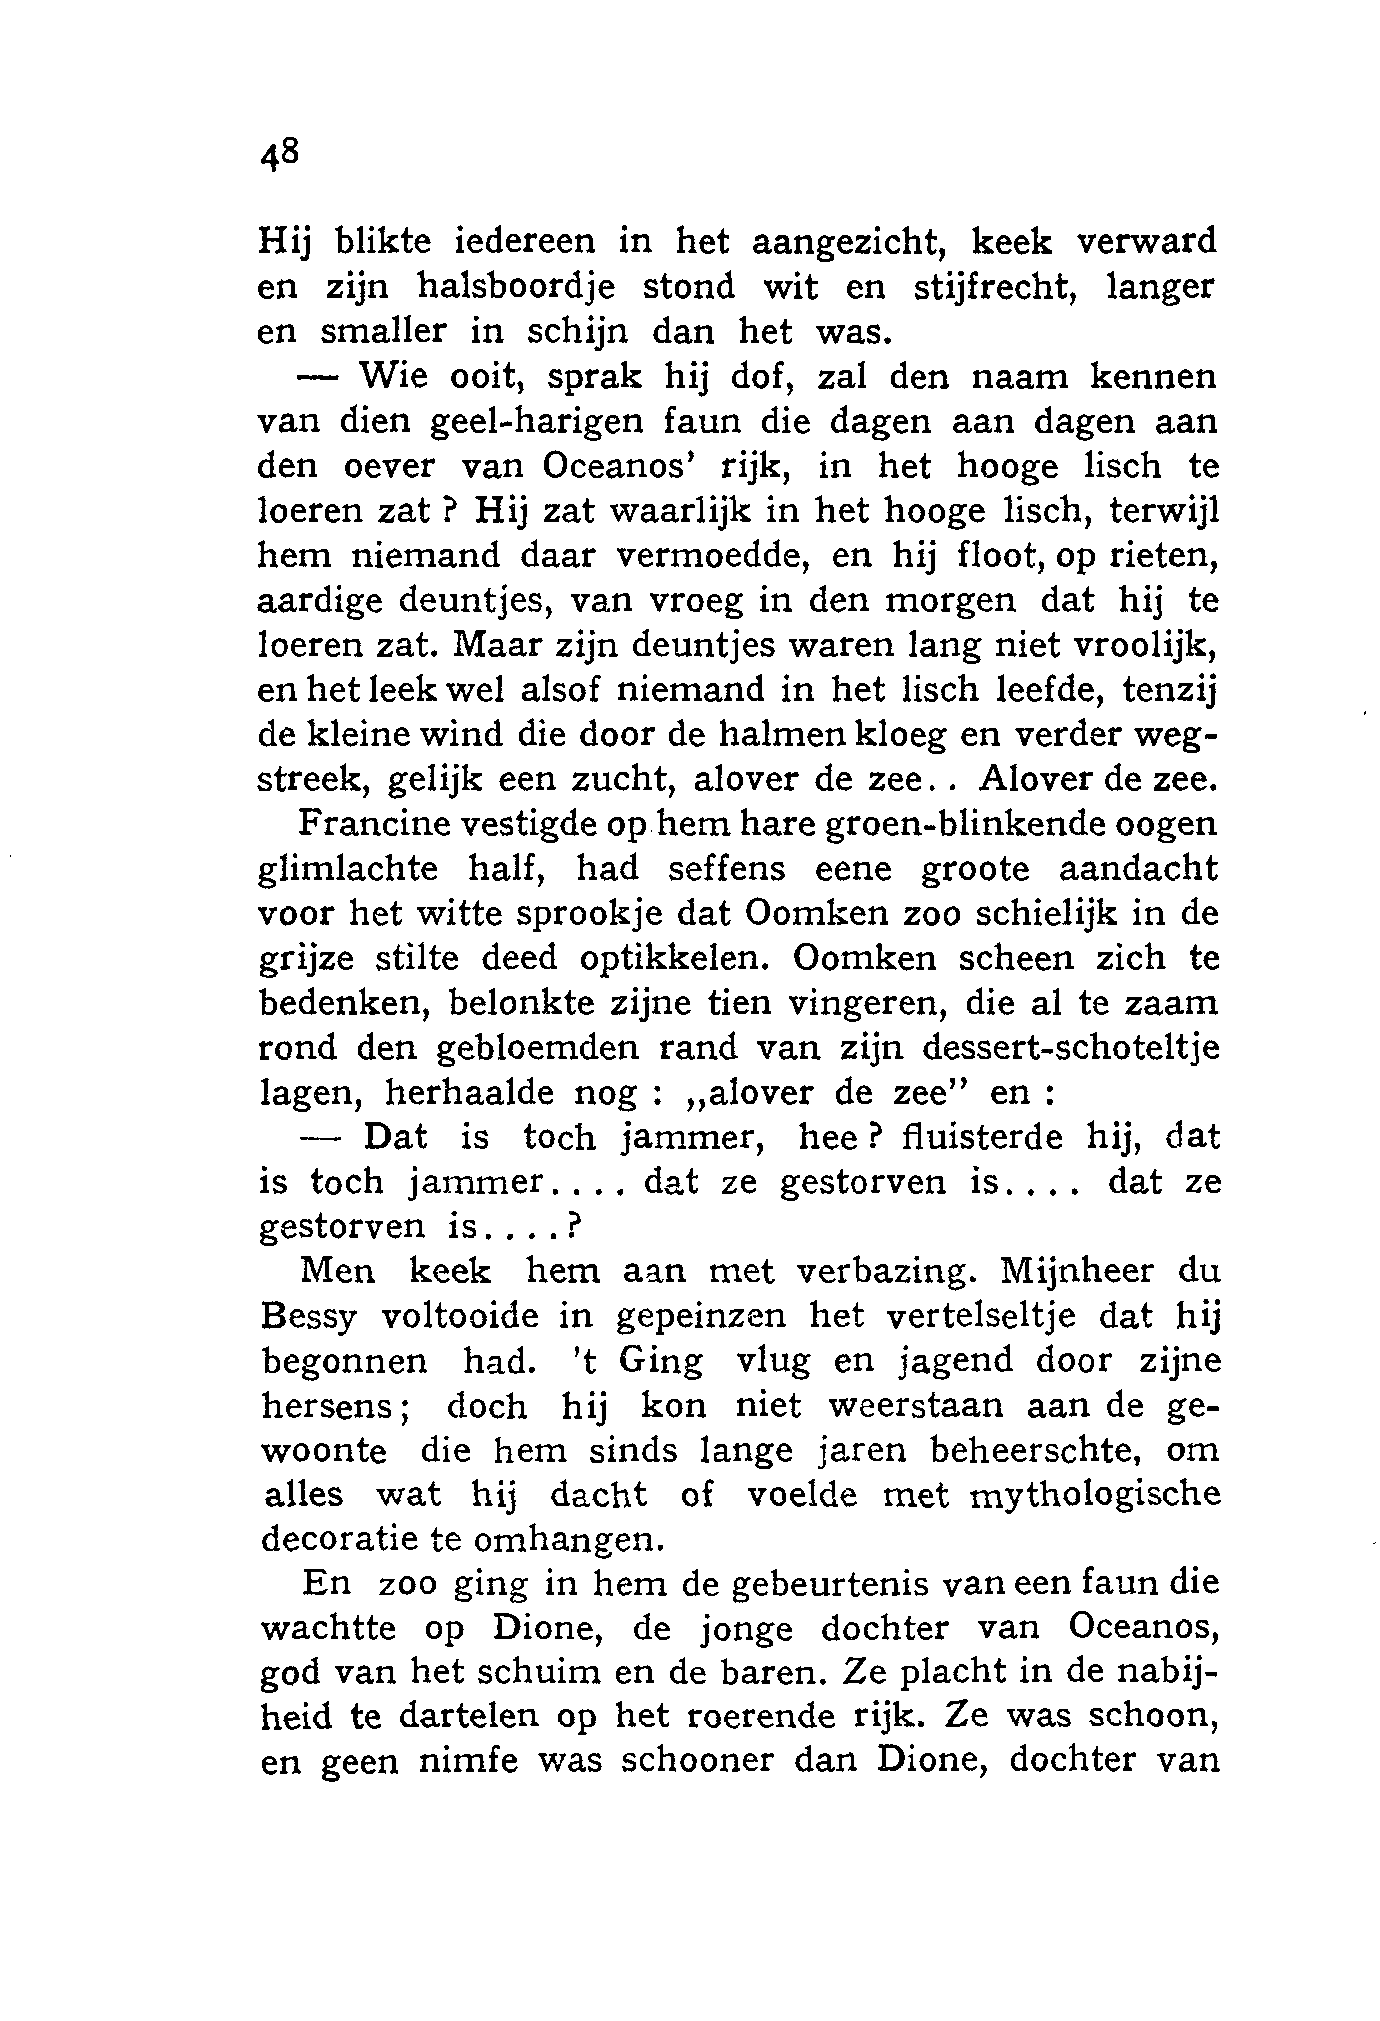 48
Hij blikte iedereen in het aangezicht, keek verward
en zijn halsboordje stond wit en stijfrecht, langer
en smaller in schijn dan het was.
— Wie ooit, sprak hij dof, zal den naam kennen
van dien geel-harigen faun die dagen aan dagen aan
den oever van Oceanos' rijk, in het hooge lisch te
loeren zat ? Hij zat waarlijk in het hooge lisch, terwijl
hem niemand daar vermoedde, en hij floot, op rieten,
aardige deuntjes, van vroeg in den morgen dat hij te
loeren zat. Maar zijn deuntjes waren lang niet vroolijk,
en het leek wel alsof niemand in het lisch leefde, tenzij
de kleine wind die door de halmen kloeg en verder weg-
streek, gelijk een zucht, alover de zee. . Alover de zee.
Francine vestigde op hem hare groen-blinkende oogen
glimlachte half, had seffens eene groote aandacht
voor het witte sprookje dat Oomken zoo schielijk in de
grijze stilte deed optikkelen. Oomken scheen zich te
bedenken, belonkte zijne tien vingeren, die al te zaam
rond den gebloemden rand van zijn dessert-schoteltje
lagen, herhaalde nog : „alover de zee” en :
— Dat is toch jammer, hee ? fluisterde hij, dat
is toch jammer. . . . dat ze gestorven is. . . . dat ze
gestorven is. . . . ?
Men keek hem aan met verbazing. Mijnheer du
Bessy voltooide in gepeinzen het vertelseltje dat hij
begonnen had. 't Ging vlug en jagend door zijne
hersens ; doch hij kon niet weerstaan aan de ge-
woonte die hem sinds lange jaren beheerschte, om
alles wat hij dacht of voelde met mythologische
decoratie te omhangen.
En zoo ging in hem de gebeurtenis van een faun die
wachtte op Dione, de jonge dochter van Oceanos,
god van het schuim en de baren. Ze placht in de nabij-
heid te dartelen op het roerende rijk. Ze was schoon,
en geen nimfe was schooner dan Dione, dochter van